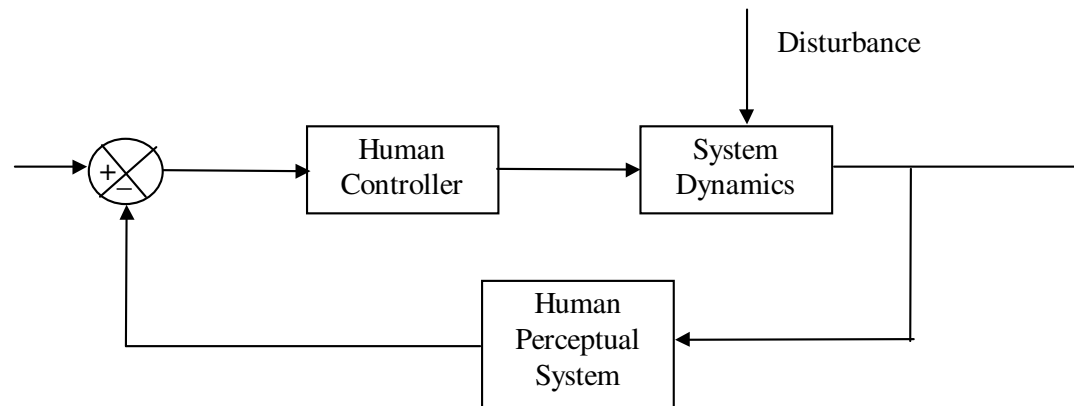 Disturbance
+
−
Human
Controller
System
Dynamics
Human
Perceptual
System